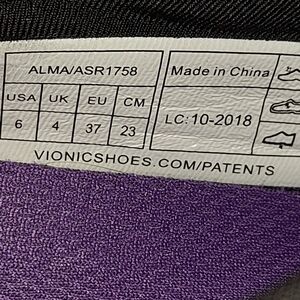 ALMA/ASR1758
USA UK EU CM
6 4 37 23
Made in China
LC:10-2018
VIONICSHOES.COM/PATENTS